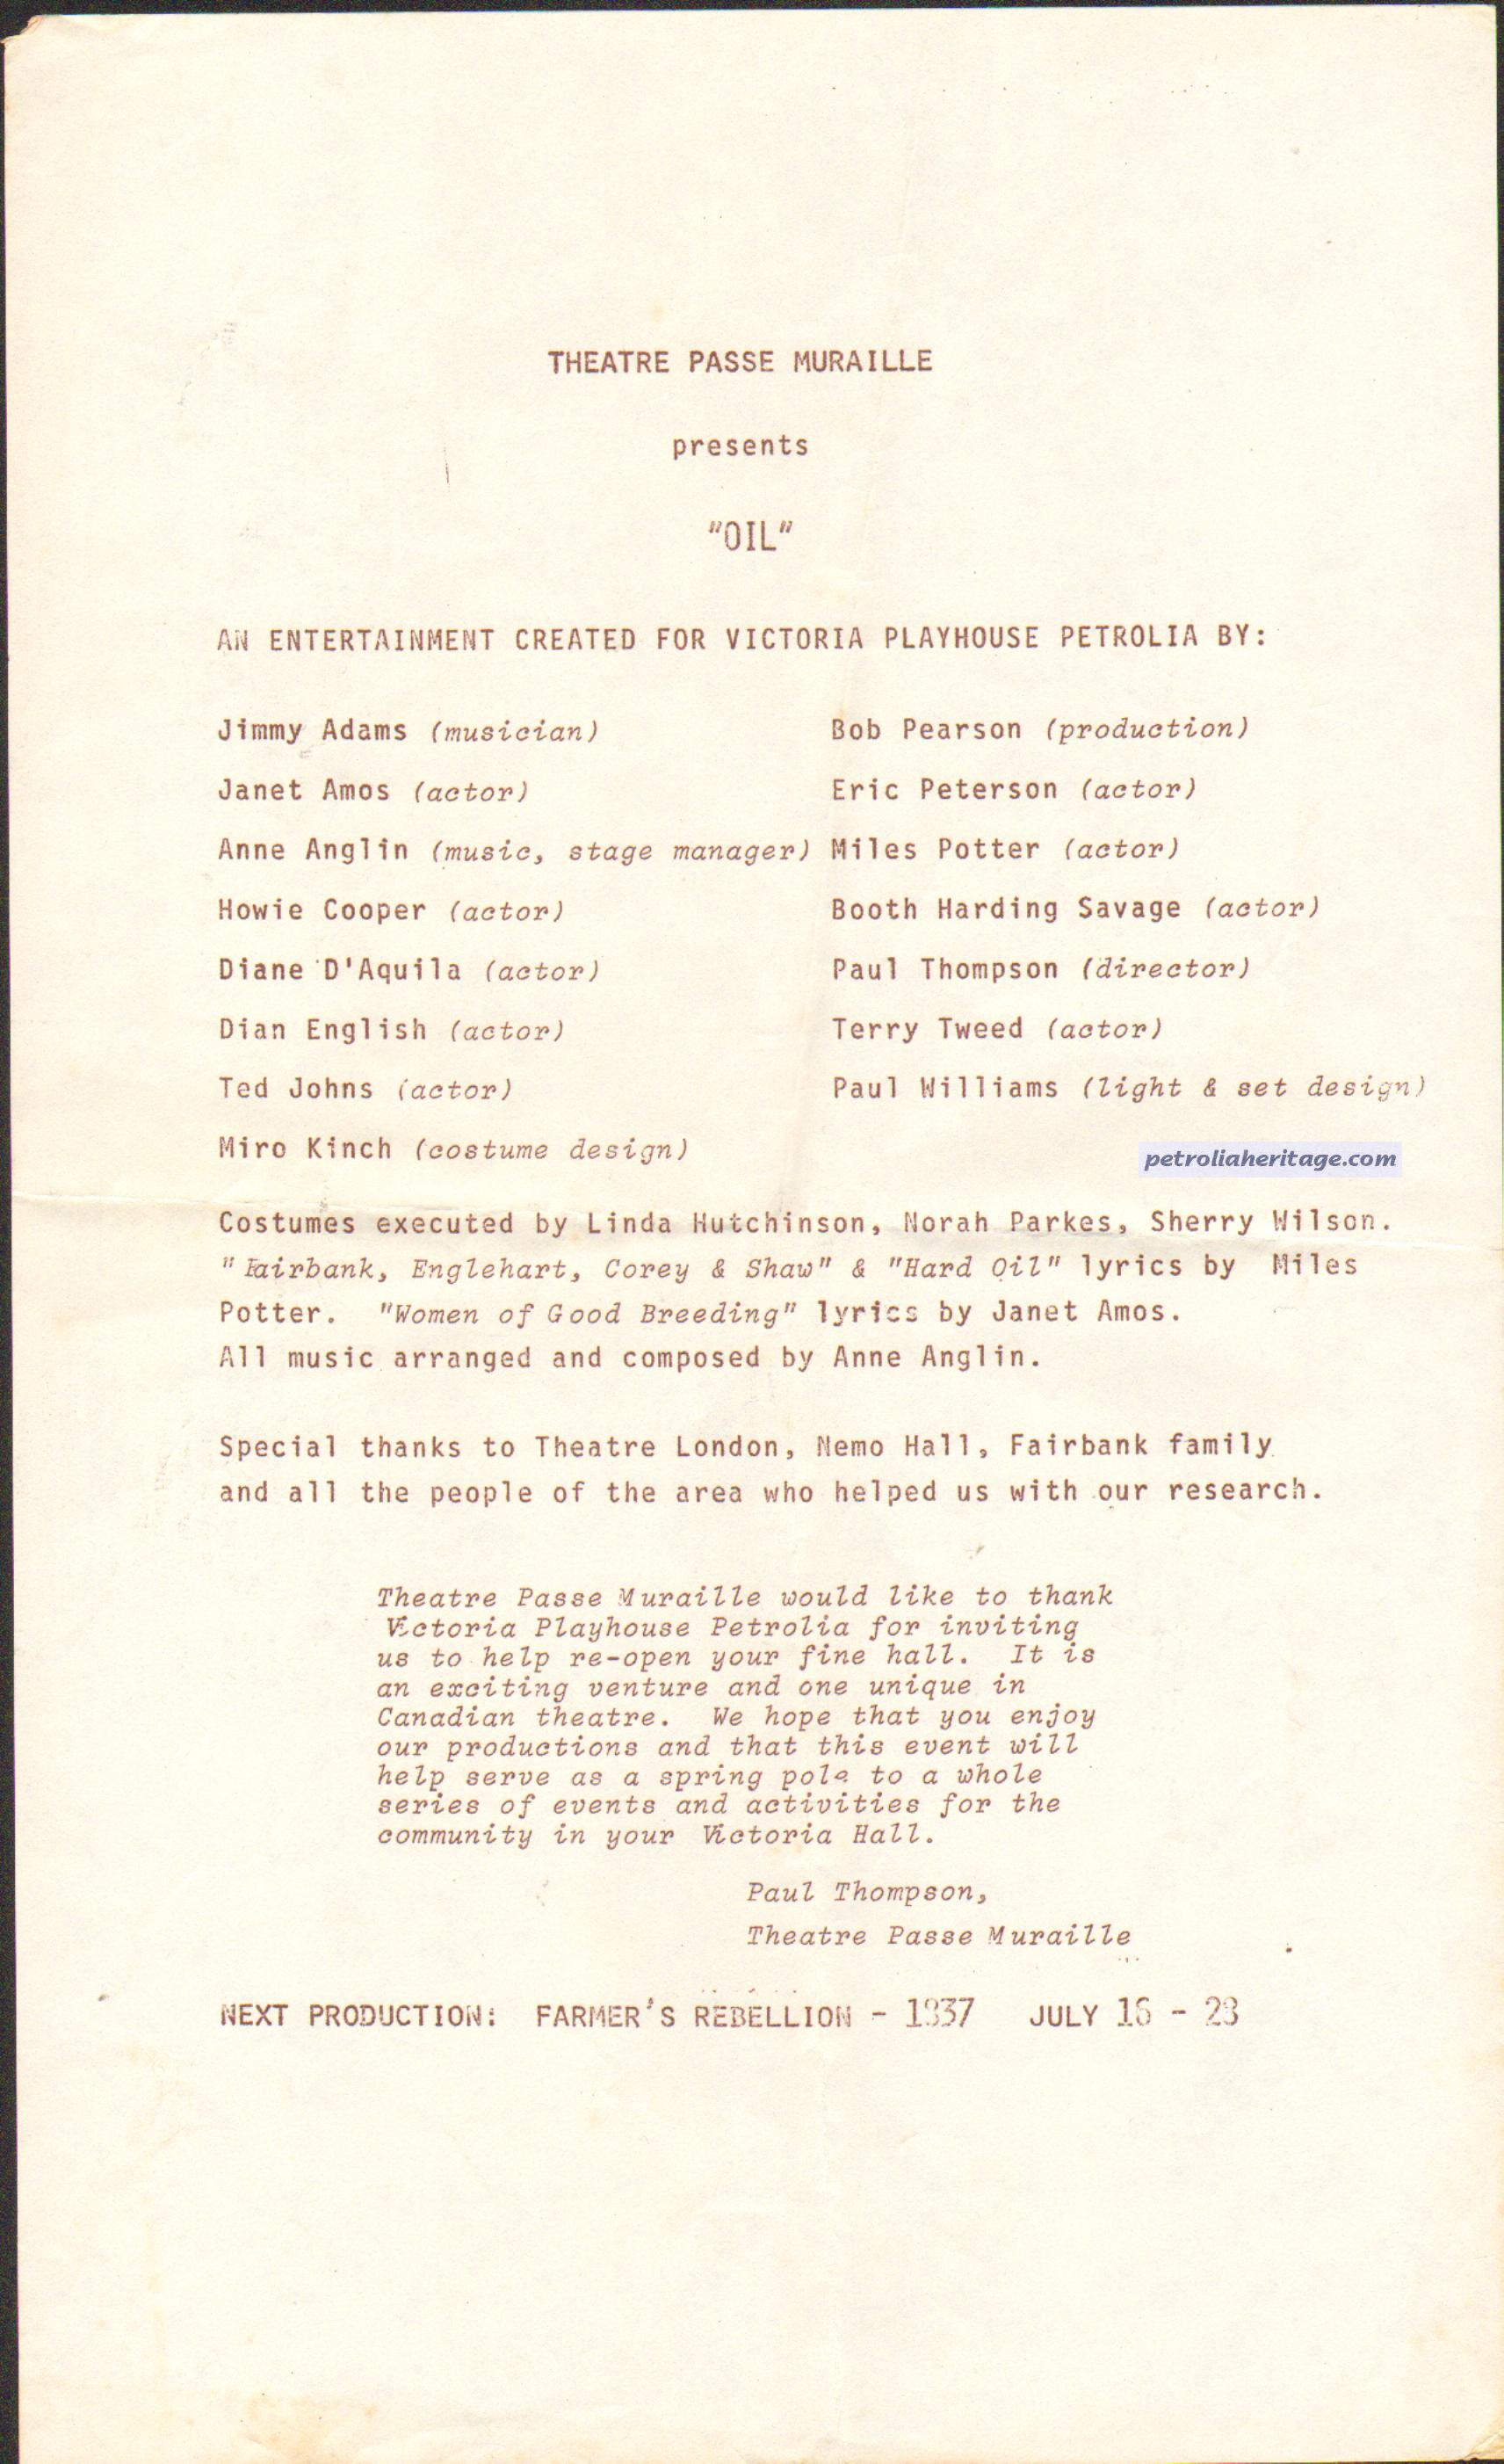 THEATRE PASSE MURAILLE
presents
"OIL"
AN ENTERTAINMENT CREATED FOR VICTORIA PLAYHOUSE PETROLIA BY:
Jimmy Adams (musician)
Janet Amos (actor)
Anne Anglin (music, stage manager)
Howie Cooper (actor)
Diane D'Aquila (actor)
Dian English (actor)
Ted Johns (actor)
Miro Kinch (costume design)
Bob Pearson (production)
Eric Peterson (actor)
Miles Potter (actor)
Booth Harding Savage (actor)
Paul Thompson (director)
Terry Tweed (actor)
Paul Williams (light & set design)
petroliaheritage.com
Costumes executed by Linda Hutchinson, Norah Parkes, Sherry Wilson.
"Fairbank, Englehart, Corey & Shaw" & "Hard Oil" lyrics by Miles
Potter. "Women of Good Breeding" lyrics by Janet Amos.
All music arranged and composed by Anne Anglin.
Special thanks to Theatre London, Nemo Hall, Fairbank family
and all the people of the area who helped us with our research.
Theatre Passe Muraille would like to thank
Victoria Playhouse Petrolia for inviting
us to help re-open your fine hall. It is
an exciting venture and one unique in
Canadian theatre. We hope that you enjoy
our productions and that this event will
help serve as a spring pole to a whole
series of events and activities for the
community in your Victoria Hall.
Paul Thompson,
Theatre Passe Muraille
NEXT PRODUCTION: FARMER'S REBELLION - 1837 JULY 16 - 28